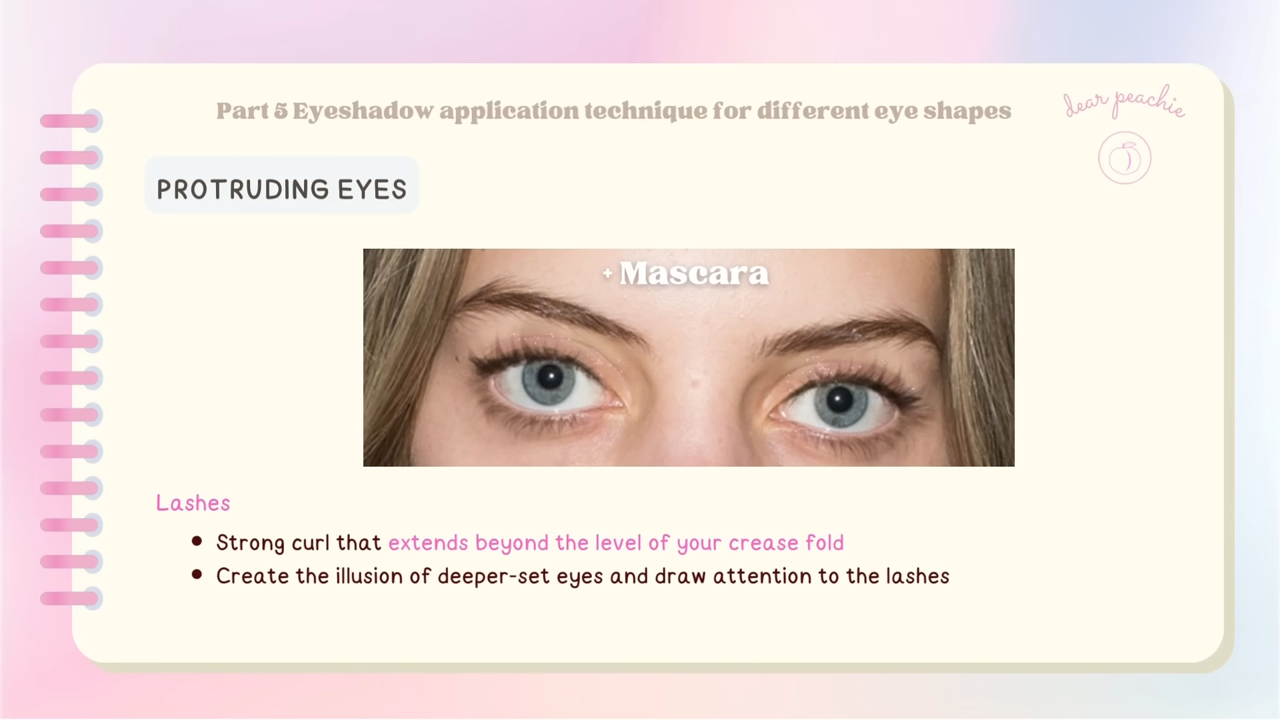 Part 5 Eyeshadow application technique for different eye shapes
dear peachie
PROTRUDING EYES
+ Mascara
Lashes
• Strong curl that extends beyond the level of your crease fold
• Create the illusion of deeper-set eyes and draw attention to the lashes